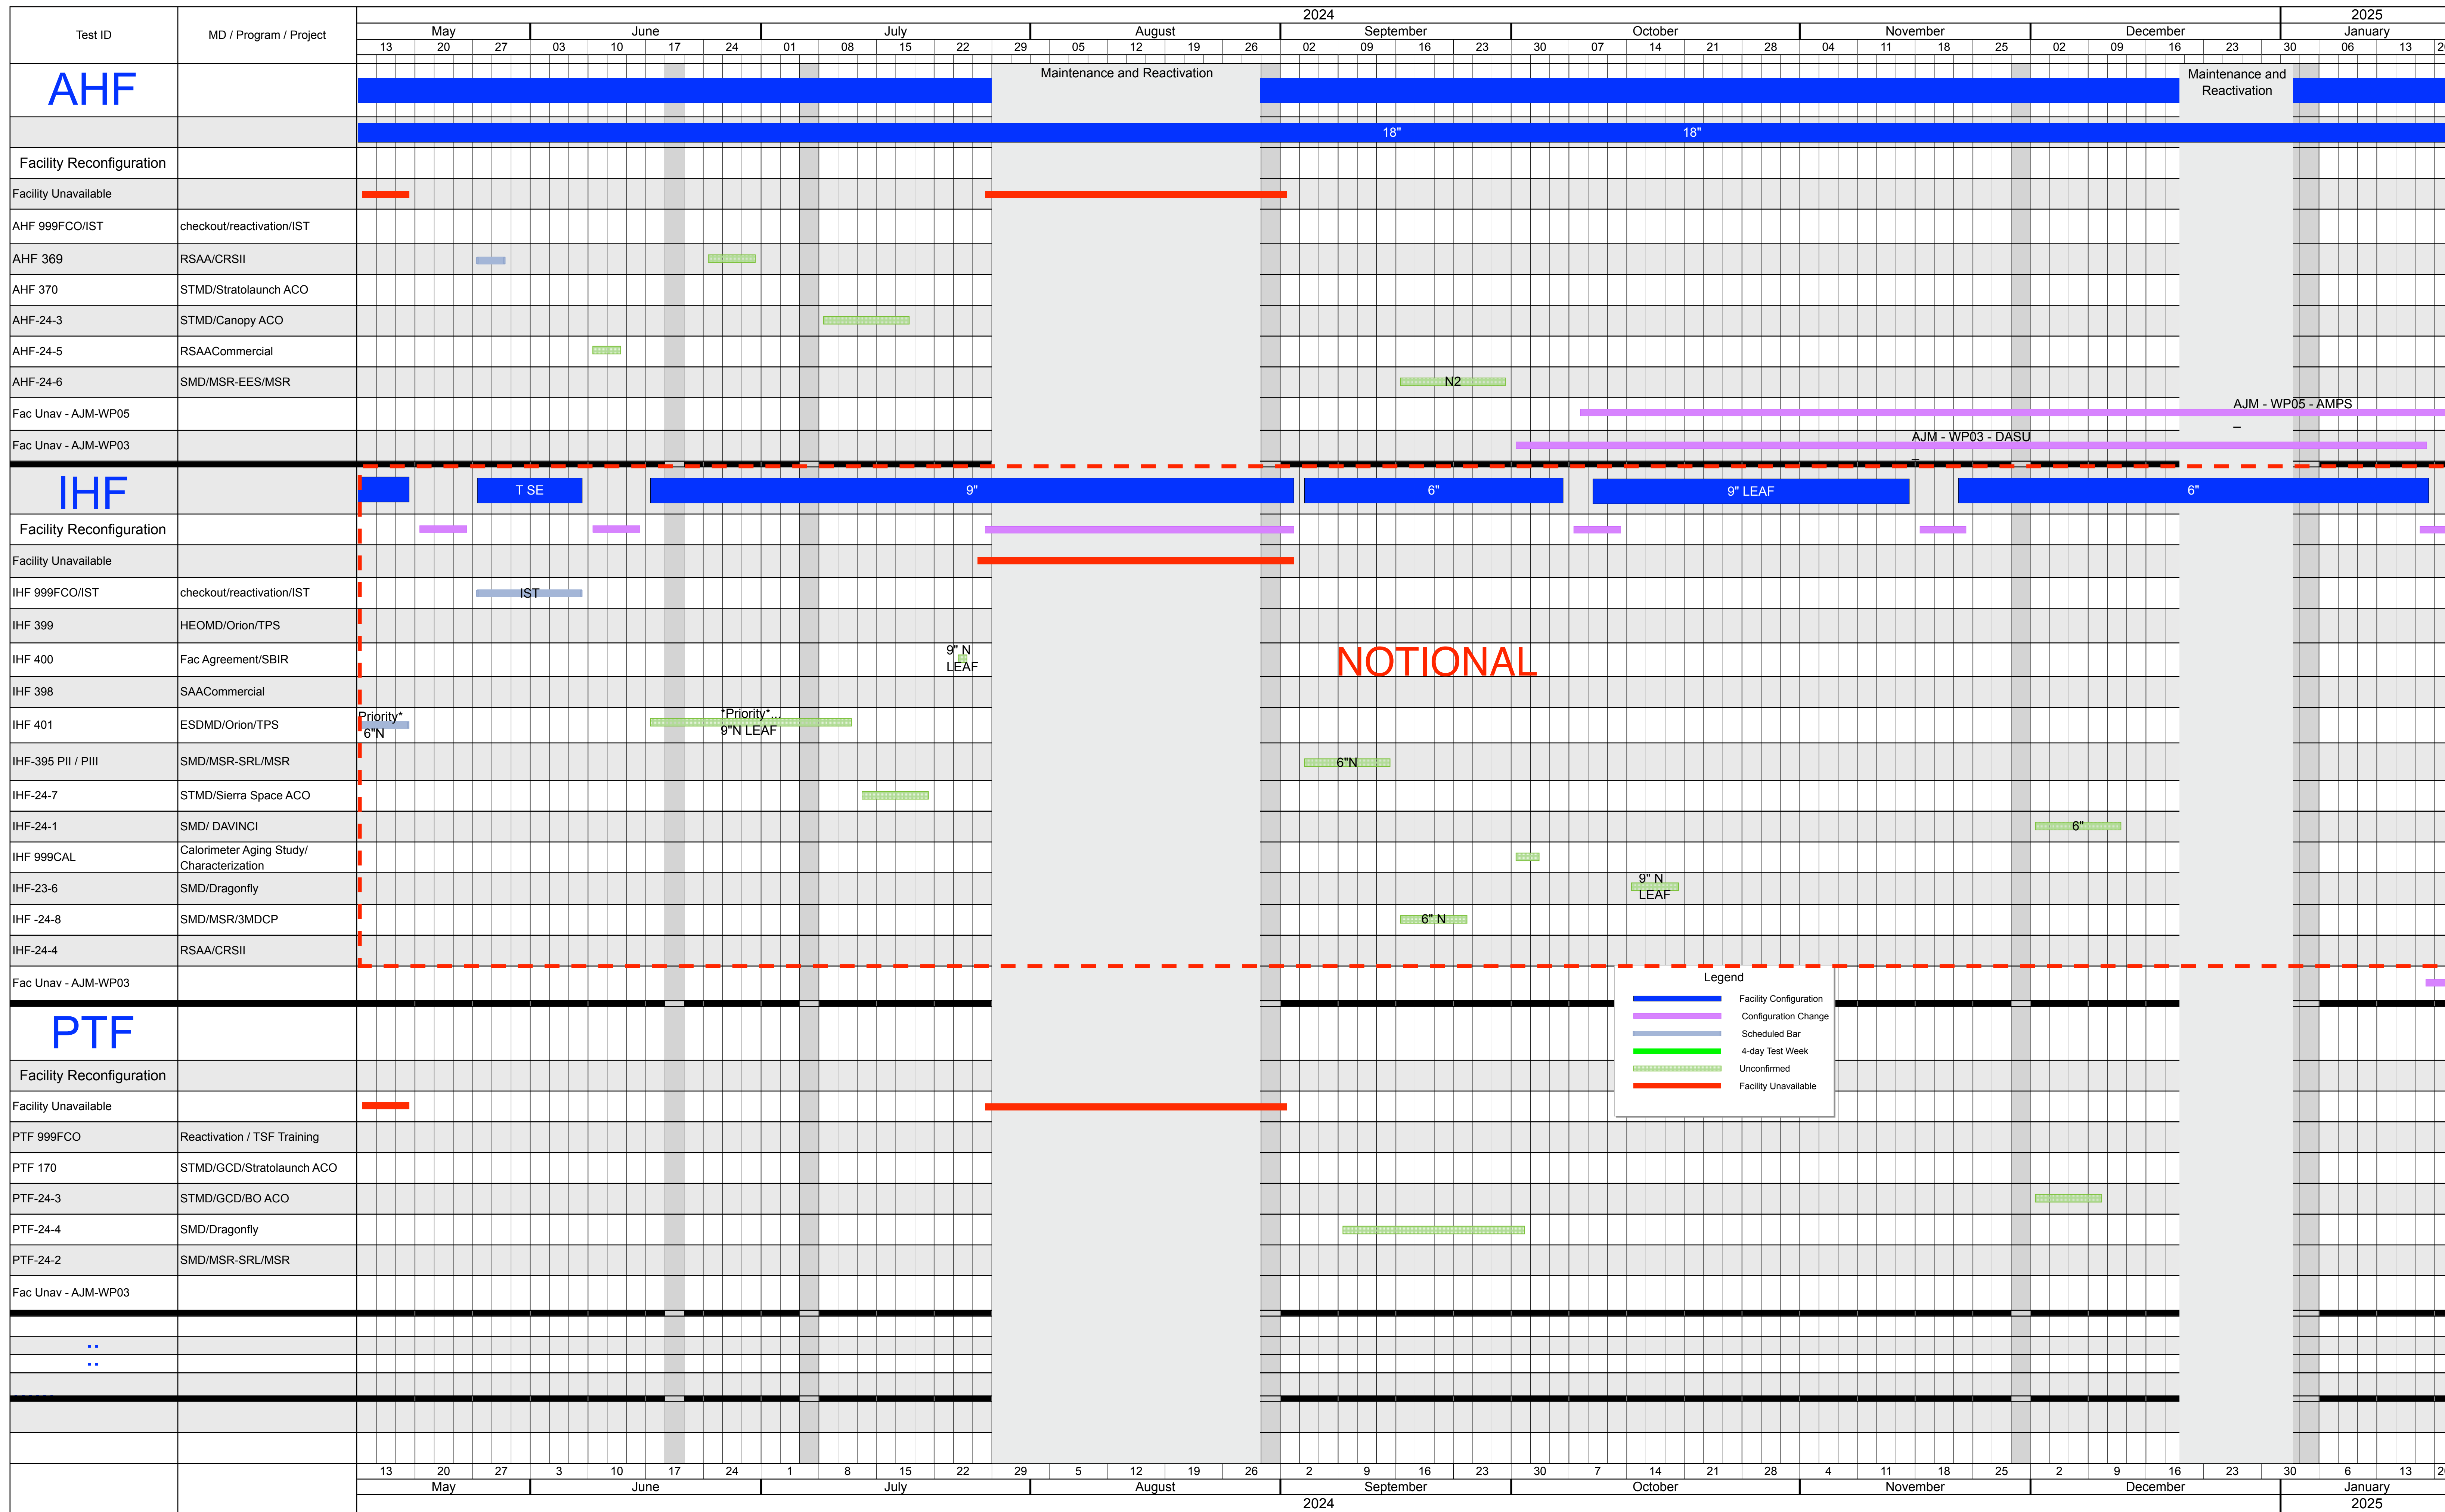 2024 2025
Test ID MD / Program / Project May June July August September October November December January
13 20 27 03 10 17 24 01 08 15 22 29 05 12 19 26 02 09 16 23 30 07 14 21 28 04 11 18 25 02 09 16 23 30 06 13
AHF Maintenance and Reactivation Maintenance and
Reactivation
18" 18"
Facility Reconfiguration
Facility Unavailable
AHF 999FCO/IST checkout/reactivation/IST
AHF 369 RSAA/CRSII
AHF 370 STMD/Stratolaunch ACO
AHF-24-3 STMD/Canopy ACO
AHF-24-5 RSAACommercial
AHF-24-6 SMD/MSR-EES/MSR N2
Fac Unav - AJM-WP05 AJM - WP05 - AMPS
–
Fac Unav - AJM-WP03 AJM - WP03 - DASU
–
IHF T SE 9" 6" 9" LEAF 6"
Facility Reconfiguration
Facility Unavailable
IHF 999FCO/IST checkout/reactivation/IST IST
IHF 399 HEOMD/Orion/TPS
IHF 400 Fac Agreement/SBIR 9" N
LEAF
NOTIONAL
IHF 398 SAACommercial
IHF 401 ESDMD/Orion/TPS Priority* *Priority*...
6"N 9"N LEAF
IHF-395 PII / PIII SMD/MSR-SRL/MSR 6"N
IHF-24-7 STMD/Sierra Space ACO
IHF-24-1 SMD/ DAVINCI 6"
IHF 999CAL Calorimeter Aging Study/
Characterization
IHF-23-6 SMD/Dragonfly 9" N
LEAF
IHF -24-8 SMD/MSR/3MDCP 6" N
IHF-24-4 RSAA/CRSII
Fac Unav - AJM-WP03
Legend
Facility Configuration
Configuration Change
Scheduled Bar
4-day Test Week
Unconfirmed
Facility Unavailable
PTF
Facility Reconfiguration
Facility Unavailable
PTF 999FCO Reactivation / TSF Training
PTF 170 STMD/GCD/Stratolaunch ACO
PTF-24-3 STMD/GCD/BO ACO
PTF-24-4 SMD/Dragonfly
PTF-24-2 SMD/MSR-SRL/MSR
Fac Unav - AJM-WP03
13 20 27 3 10 17 24 1 8 15 22 29 5 12 19 26 2 9 16 23 30 7 14 21 28 4 11 18 25 2 9 16 23 30 6 13
May June July August September October November December January
2024 2025